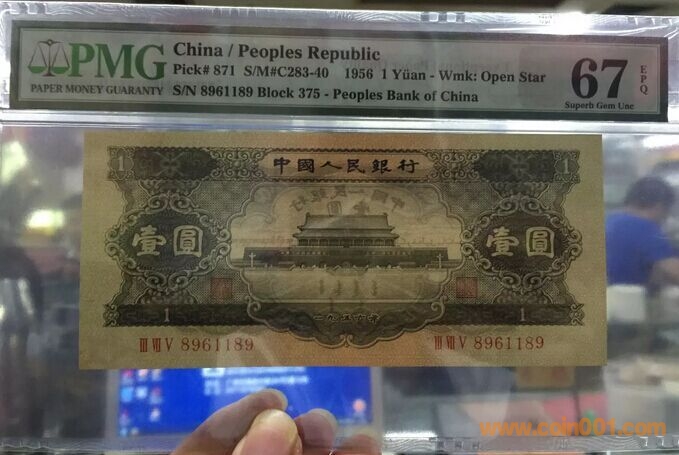 PMG
PAPER MONEY GUARANTY
China / Peoples Republic
Pick# 871 S/M#C283-40 1956 1 Yüan - Wmk: Open Star
S/N 8961189 Block 375 - Peoples Bank of China
67 EPQ
Superb Gem Unc
1 中國人民銀行 1
壹圓 壹圓
1 一九五六年 1
III VII V 8961189 III VII V 8961189
www.coin001.com